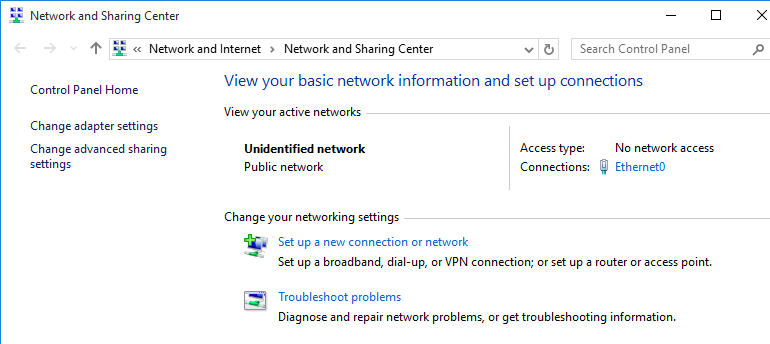 Network and Sharing Center
« Network and Internet > Network and Sharing Center
Search Control Panel
Control Panel Home
Change adapter settings
Change advanced sharing
settings
View your basic network information and set up connections
View your active networks
Unidentified network
Public network
Access type: No network access
Connections: Ethernet0
Change your networking settings
Set up a new connection or network
Set up a broadband, dial-up, or VPN connection; or set up a router or access point.
Troubleshoot problems
Diagnose and repair network problems, or get troubleshooting information.